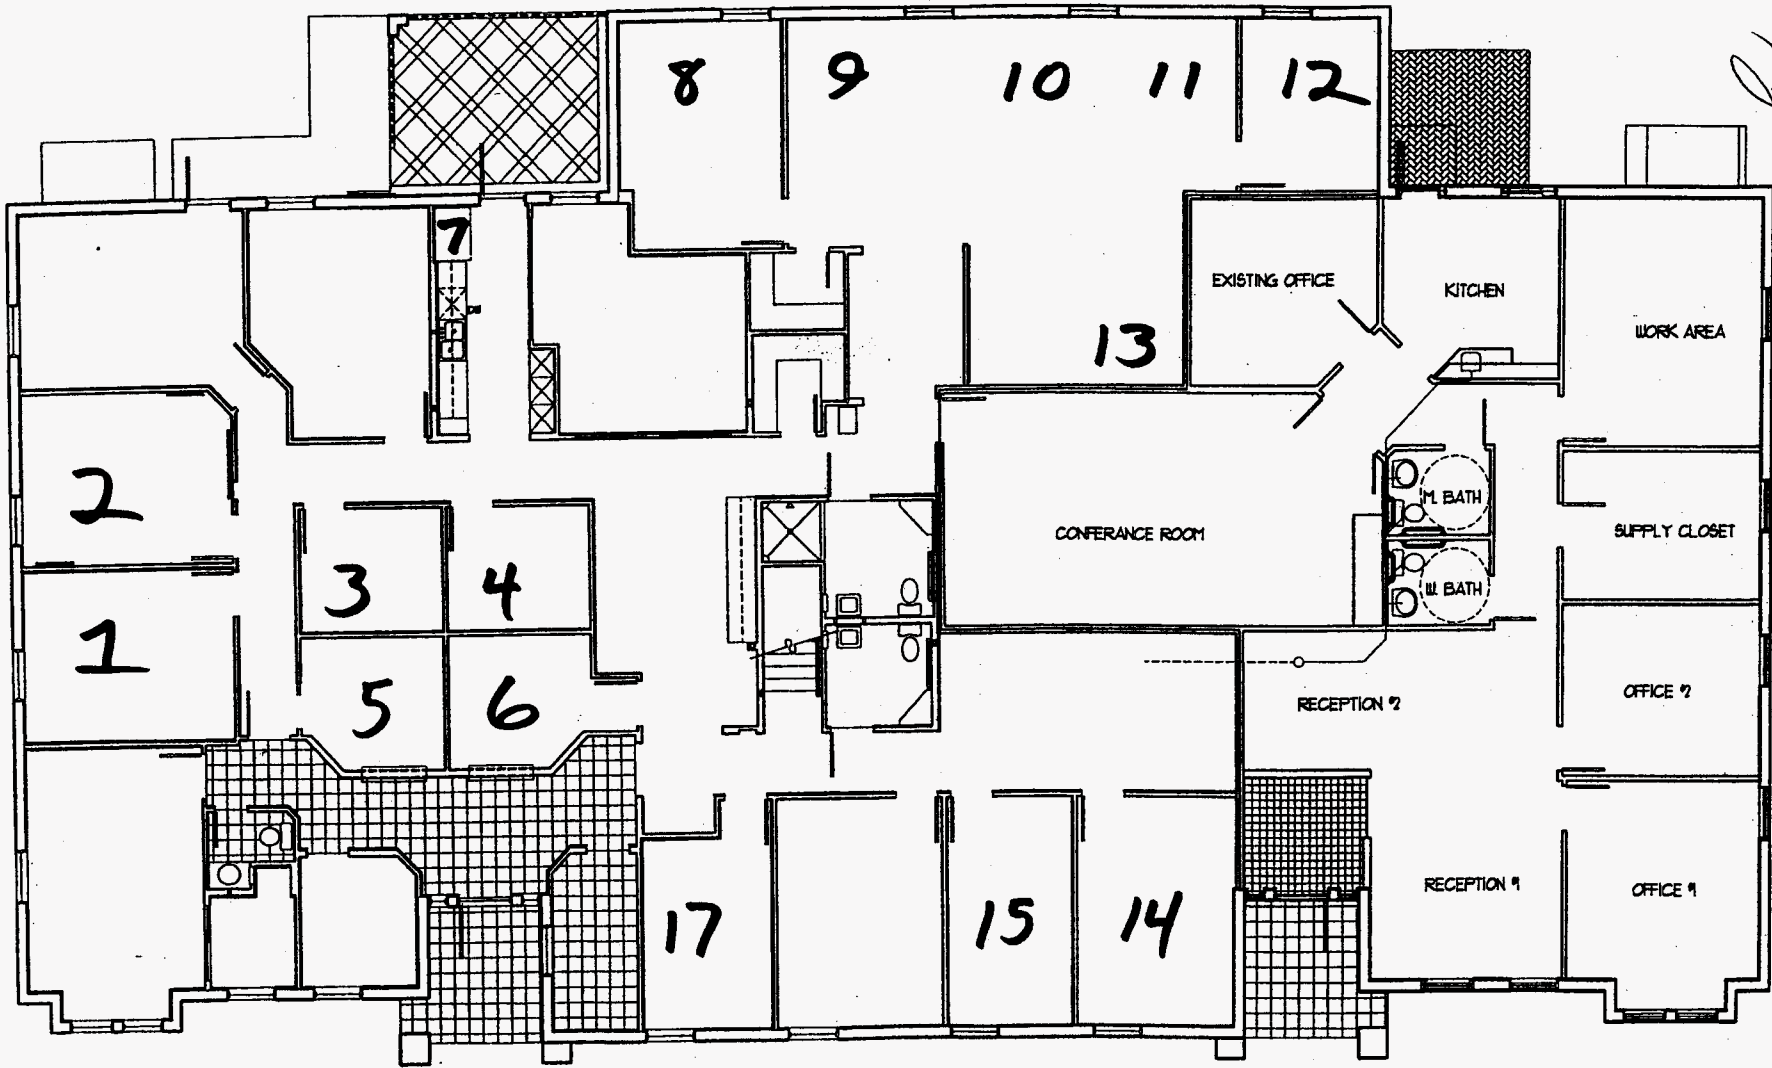 8 9 10 11 12
7
EXISTING OFFICE
KITCHEN
13
WORK AREA
2
M. BATH
CONFERANCE ROOM
SUPPLY CLOSET
3 4
W. BATH
1
5 6
RECEPTION #2
OFFICE #2
RECEPTION #1
OFFICE #1
17 15 14